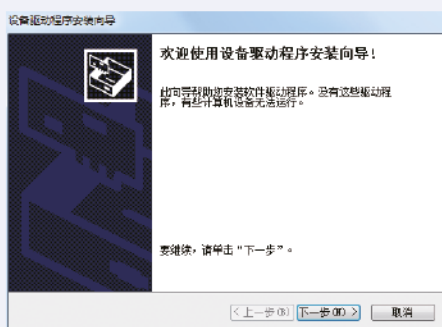 设备驱动程序安装向导
欢迎使用设备驱动程序安装向导!
此向导帮助您安装软件驱动程序。没有这些驱动程
序,有些计算机设备无法运行。
要继续,请单击“下一步”。
<上一步(B) 下一步(N)> 取消